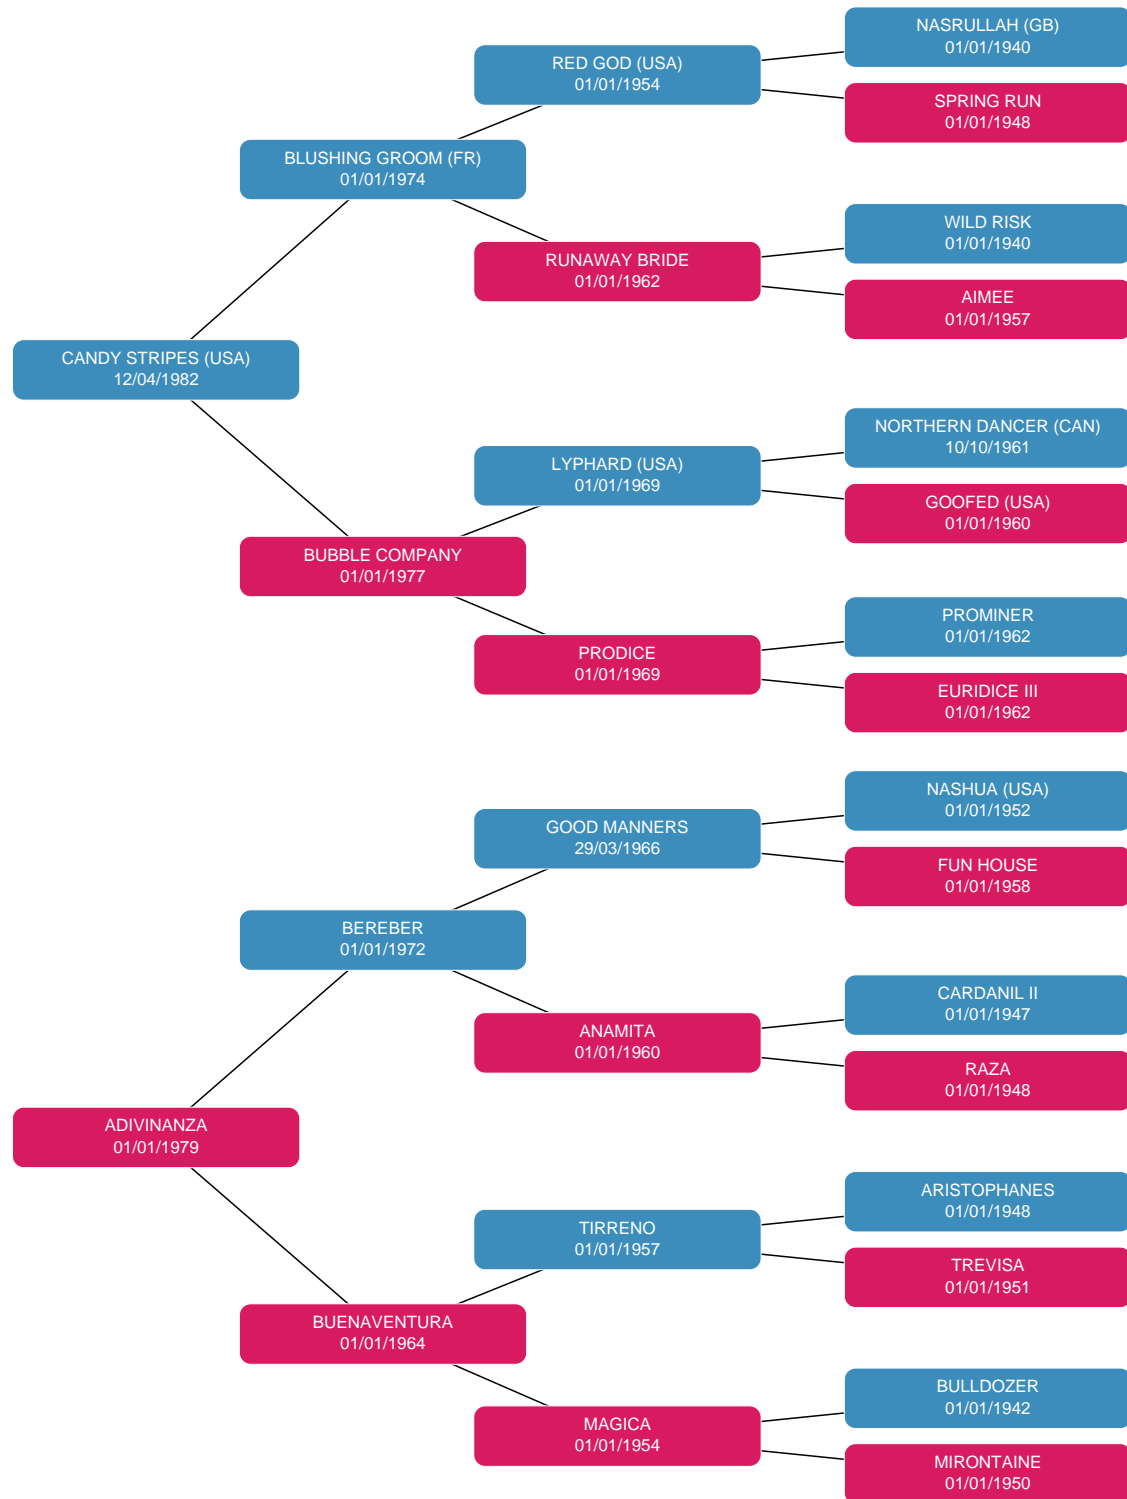 NASRULLAH (GB)
01/01/1940
RED GOD (USA)
01/01/1954
SPRING RUN
01/01/1948
BLUSHING GROOM (FR)
01/01/1974
WILD RISK
01/01/1940
RUNAWAY BRIDE
01/01/1962
AIMEE
01/01/1957
CANDY STRIPES (USA)
12/04/1982
NORTHERN DANCER (CAN)
10/10/1961
LYPHARD (USA)
01/01/1969
GOOFED (USA)
01/01/1960
BUBBLE COMPANY
01/01/1977
PROMINER
01/01/1962
PRODICE
01/01/1969
EURIDICE III
01/01/1962
NASHUA (USA)
01/01/1952
GOOD MANNERS
29/03/1966
FUN HOUSE
01/01/1958
BEREBER
01/01/1972
CARDANIL II
01/01/1947
ANAMITA
01/01/1960
RAZA
01/01/1948
ADIVINANZA
01/01/1979
ARISTOPHANES
01/01/1948
TIRRENO
01/01/1957
TREVISA
01/01/1951
BUENAVENTURA
01/01/1964
BULLDOZER
01/01/1942
MAGICA
01/01/1954
MIRONTAINE
01/01/1950